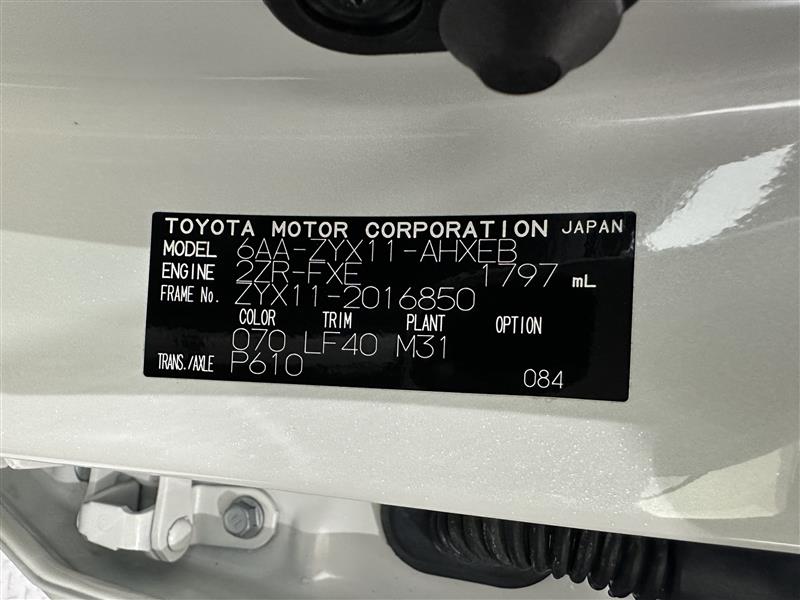 TOYOTA MOTOR CORPORATION JAPAN
MODEL 6AA-ZYX11-AHXEB
ENGINE 2ZR-FXE 1797 mL
FRAME No. ZYX11-2016850
COLOR TRIM PLANT OPTION
070 LF40 M31
TRANS./AXLE P610
084